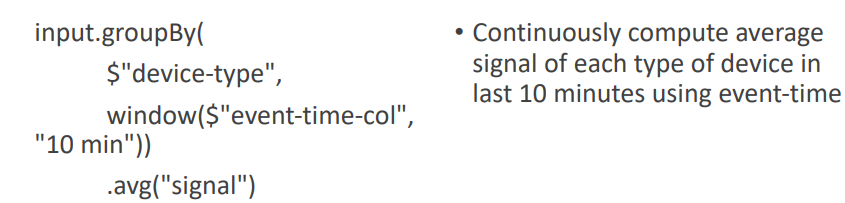 input.groupBy(
$"device-type",
window($"event-time-col",
"10 min"))
.avg("signal")
• Continuously compute average
signal of each type of device in
last 10 minutes using event-time